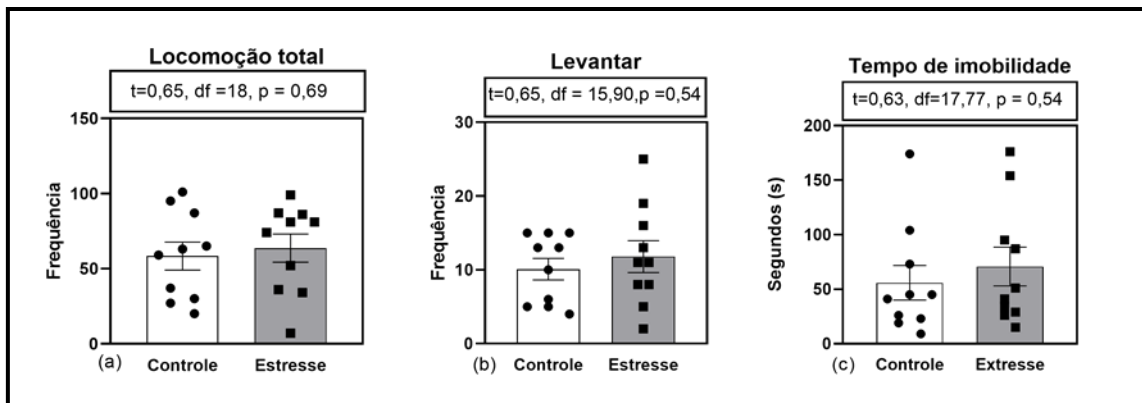 Locomoção total
t=0,65, df =18, p = 0,69
150
100
50
0
Frequência
(a)
Controle
Estresse
Levantar
t=0,65, df = 15,90,p =0,54
30
20
10
0
Frequência
(b)
Controle
Estresse
Tempo de imobilidade
t=0,63, df=17,77, p = 0,54
200
150
100
50
0
Segundos (s)
(c)
Controle
Extresse